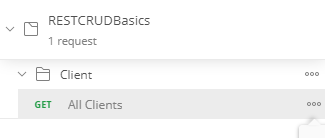 RESTCRUDBasics
1 request
Client
GET All Clients